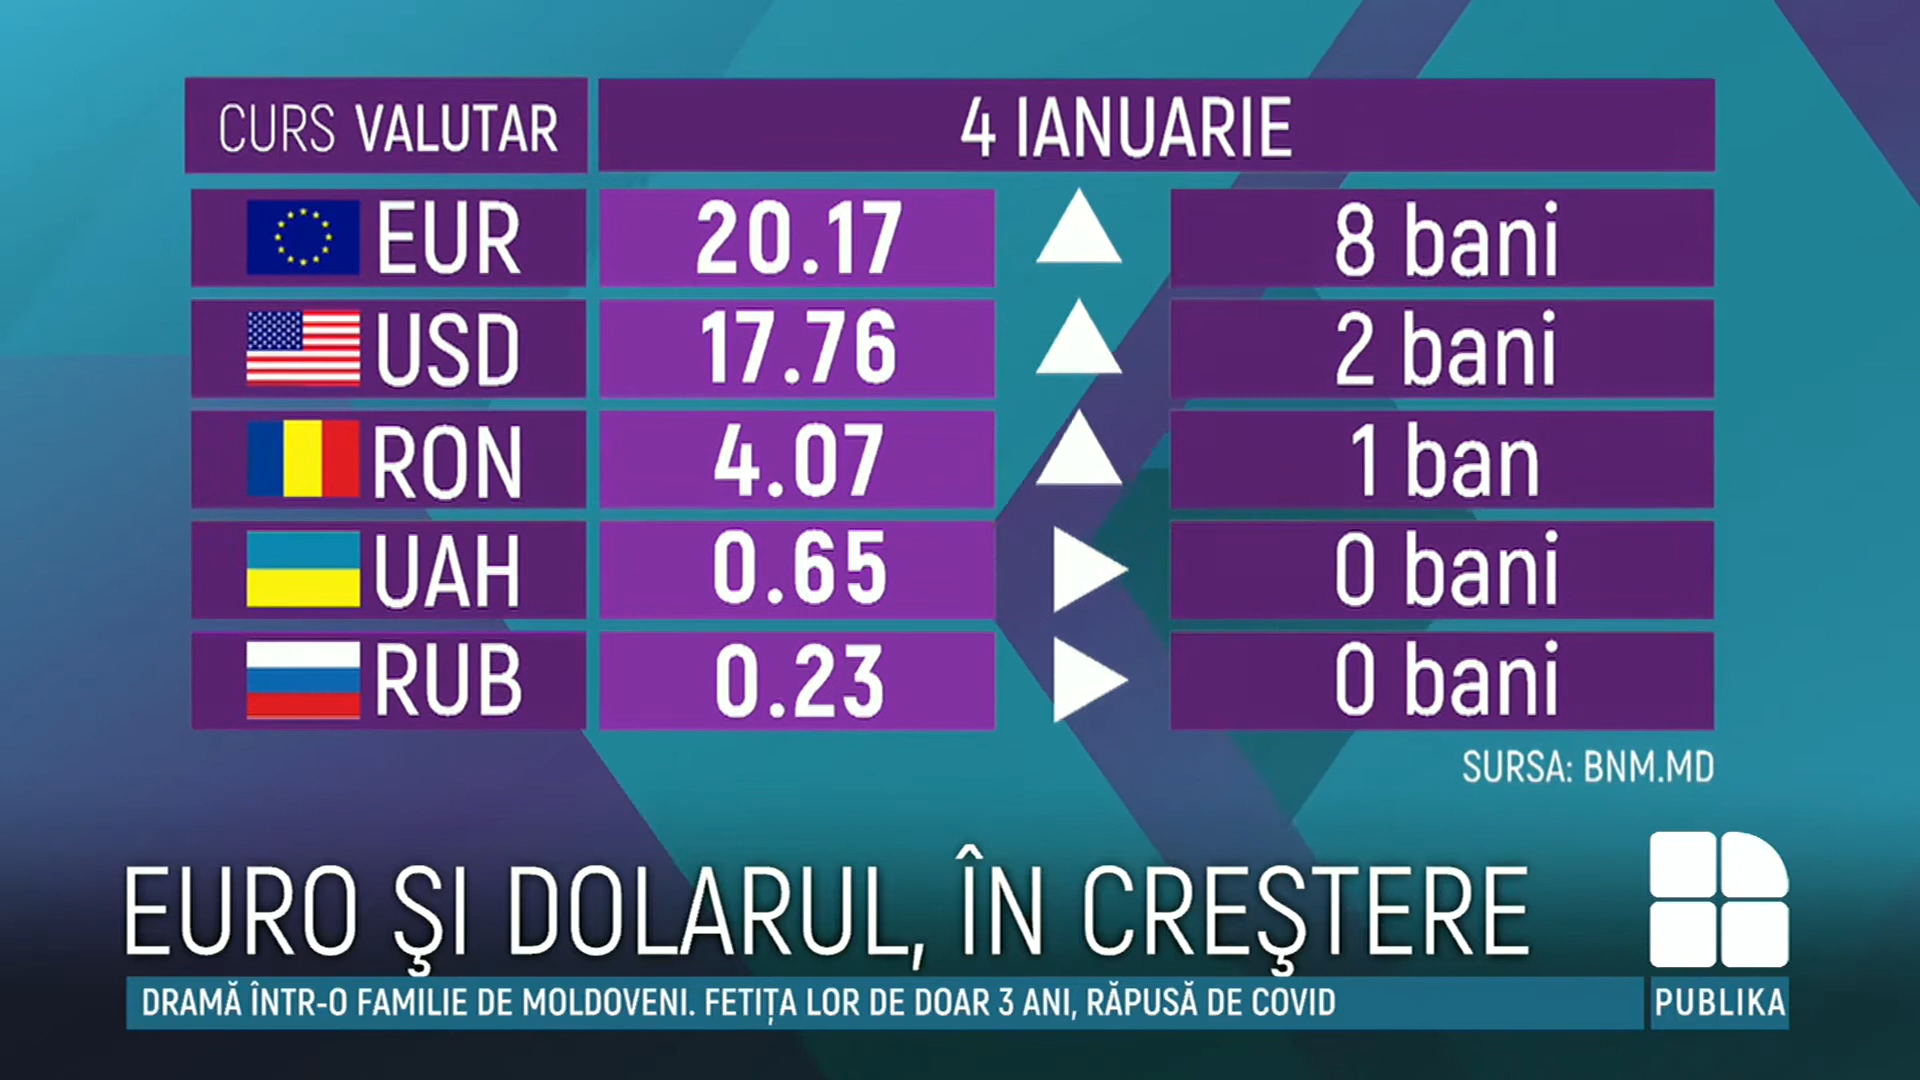 CURS VALUTAR 4 IANUARIE
EUR 20.17 8 bani
USD 17.76 2 bani
RON 4.07 1 ban
UAH 0.65 0 bani
RUB 0.23 0 bani
SURSA: BNM.MD
EURO ŞI DOLARUL, ÎN CREŞTERE
DRAMĂ ÎNTR-O FAMILIE DE MOLDOVENI. FETIȚA LOR DE DOAR 3 ANI, RĂPUSĂ DE COVID
PUBLIKA